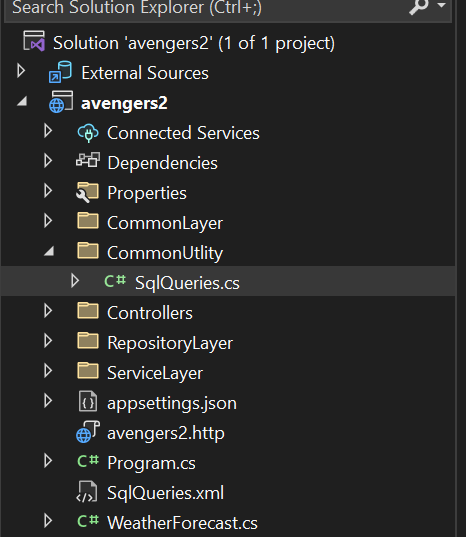 Search Solution Explorer (Ctrl+;)
Solution 'avengers2' (1 of 1 project)
External Sources
avengers2
Connected Services
Dependencies
Properties
CommonLayer
CommonUtlity
C# SqlQueries.cs
Controllers
RepositoryLayer
ServiceLayer
appsettings.json
avengers2.http
C# Program.cs
SqlQueries.xml
C# WeatherForecast.cs